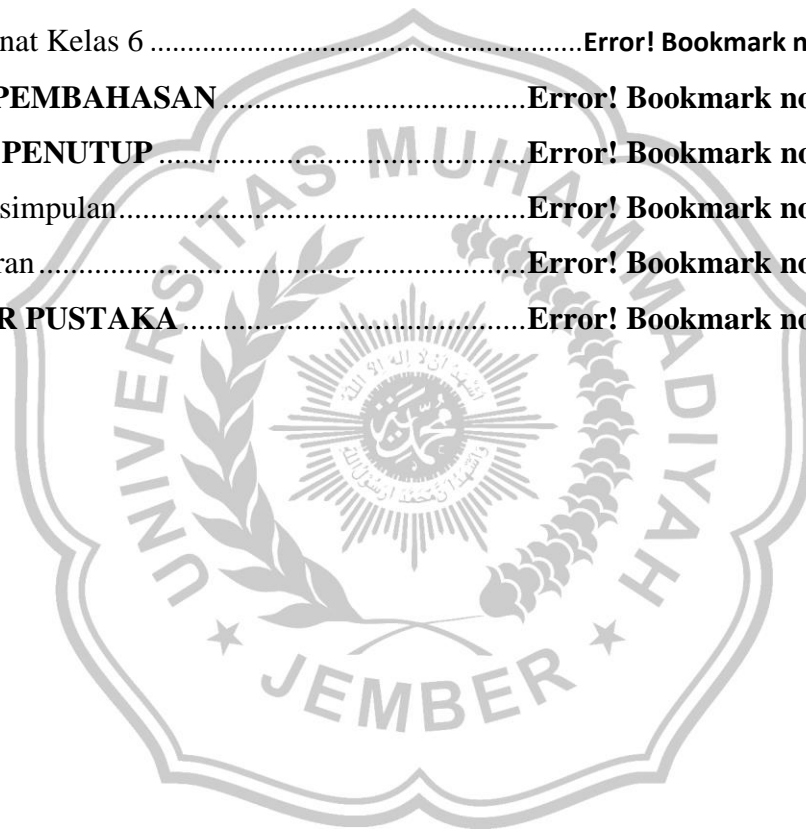 nat Kelas 6 ............................................................ Error! Bookmark n
PEMBAHASAN ........................................ Error! Bookmark no
PENUTUP ................................................ Error! Bookmark no
simpulan...................................................... Error! Bookmark no
ran ................................................................ Error! Bookmark no
R PUSTAKA ............................................. Error! Bookmark no
UNIVERSITAS MUHAMMADIYAH
★ JEMBER ★